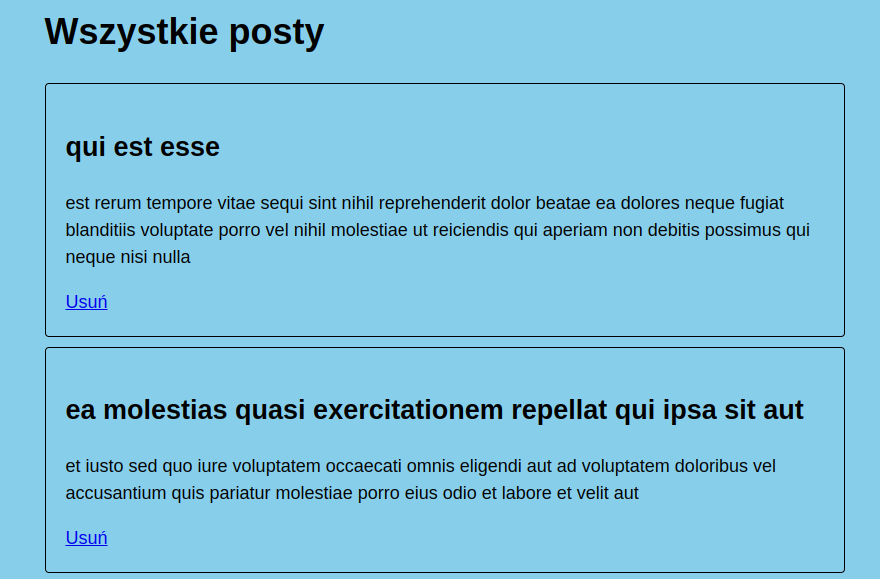 Wszystkie posty
qui est esse
est rerum tempore vitae sequi sint nihil reprehenderit dolor beatae ea dolores neque fugiat
blanditiis voluptate porro vel nihil molestiae ut reiciendis qui aperiam non debitis possimus qui
neque nisi nulla
Usuń
ea molestias quasi exercitationem repellat qui ipsa sit aut
et iusto sed quo iure voluptatem occaecati omnis eligendi aut ad voluptatem doloribus vel
accusantium quis pariatur molestiae porro eius odio et labore et velit aut
Usuń